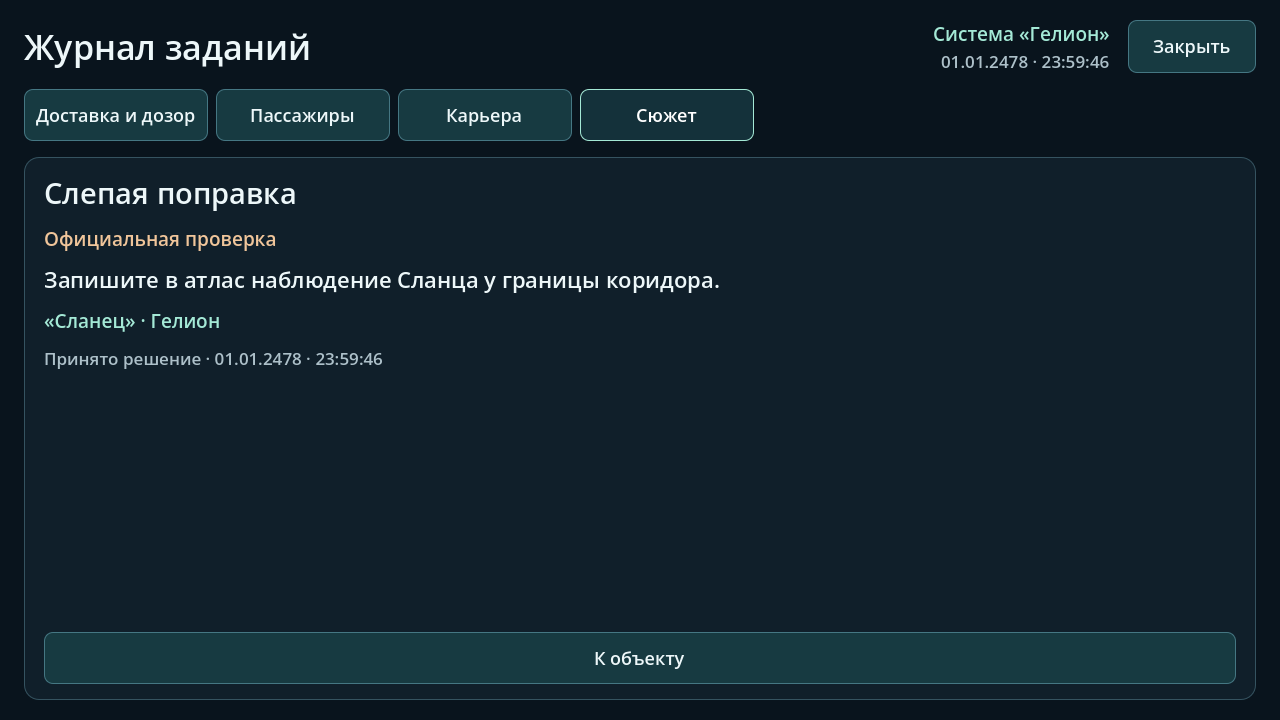 Журнал заданий
Система «Гелион»
01.01.2478 · 23:59:46
Закрыть
Доставка и дозор
Пассажиры
Карьера
Сюжет
Слепая поправка
Официальная проверка
Запишите в атлас наблюдение Сланца у границы коридора.
«Сланец» · Гелион
Принято решение · 01.01.2478 · 23:59:46
К объекту